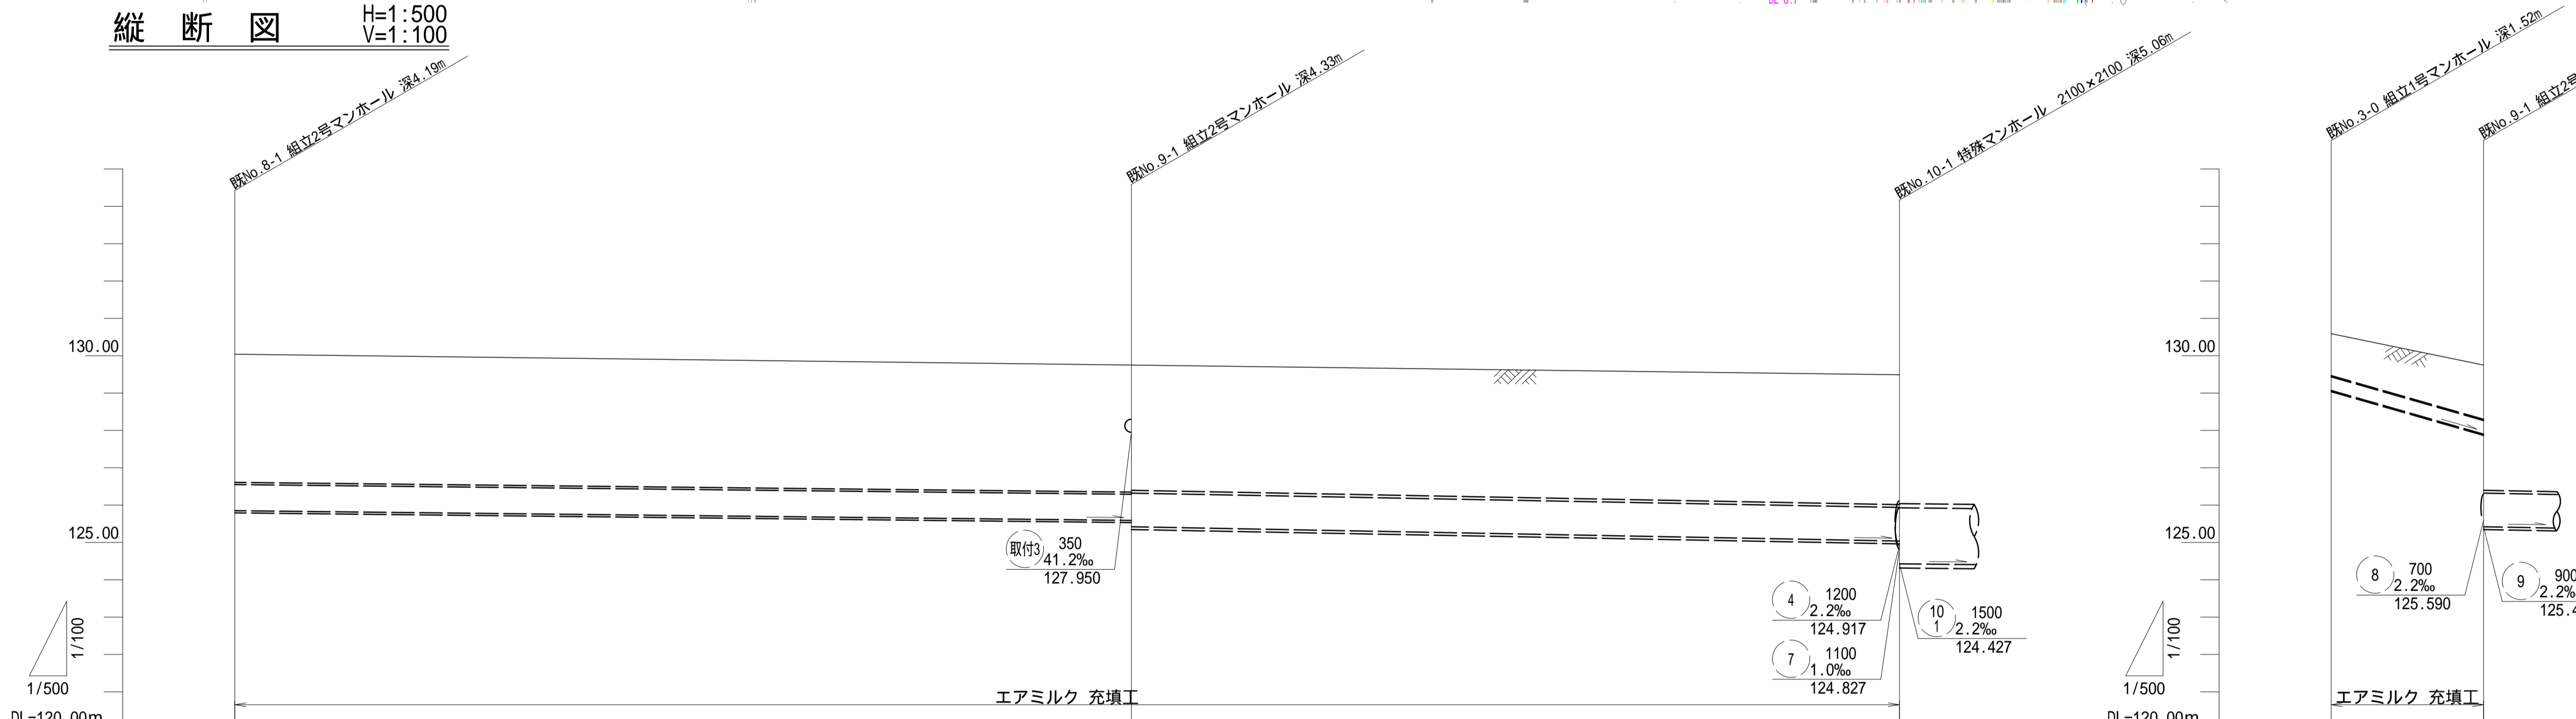 縦 断 図
H=1:500
V=1:100
既No.8-1 組立2号マンホール 深4.19m
既No.9-1 組立2号マンホール 深4.33m
既No.10-1 特殊マンホール 2100×2100 深5.06m
既No.3-0 組立1号マンホール 深1.52m
既No.9-1 組立2号
130.00
125.00
取付3 350
41.2‰
127.950
4 1200
2.2‰
124.917
7 1100
1.0‰
124.827
10
1
1500
2.2‰
124.427
エアミルク 充填工
1/100
1/500
DL=120.00m
130.00
125.00
8 700
2.2‰
125.590
9 900
2.2‰
125.4
エアミルク 充填工
1/100
1/500
DL=120.00m